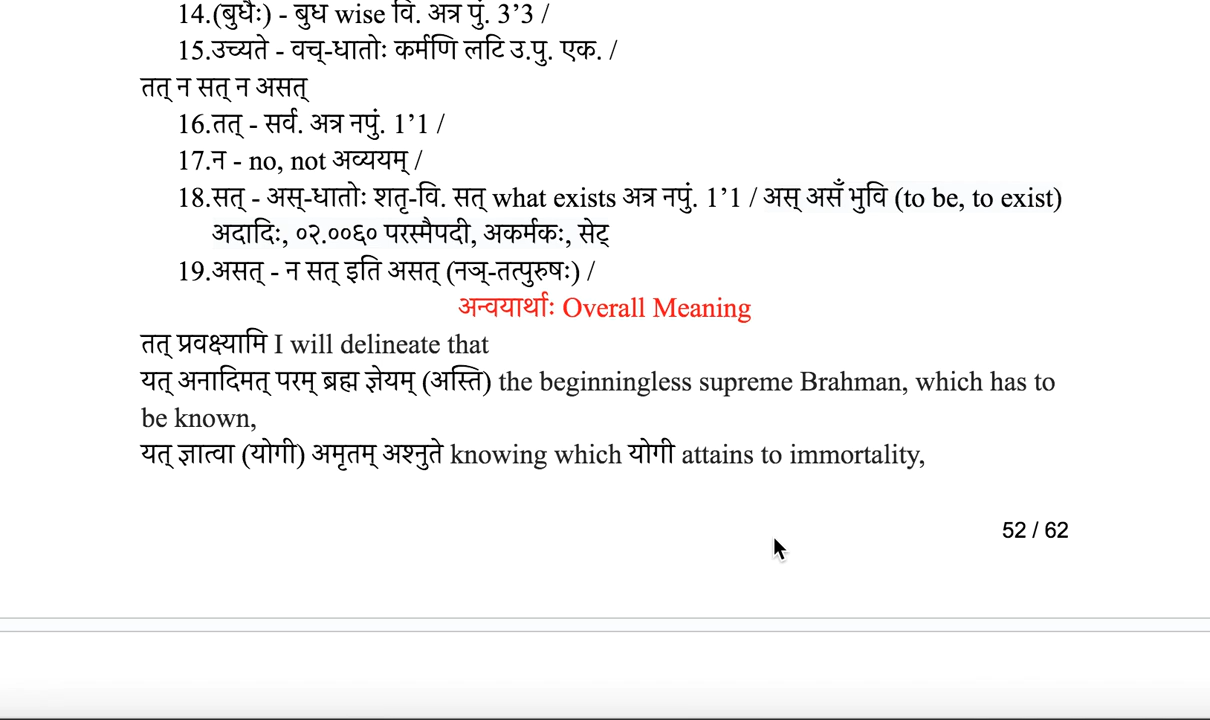 14.(बुधैः) - बुध wise वि. अत्र पुं. 3’3 /
15.उच्यते - वच्-धातोः कर्मणि लटि उ.पु. एक. /
तत् न सत् न असत्
16.तत् - सर्व. अत्र नपुं. 1’1 /
17.न - no, not अव्ययम् /
18.सत् - अस्-धातोः शतृ-वि. सत् what exists अत्र नपुं. 1’1 / अस् असँ भुवि (to be, to exist)
अदादिः, ०२.००६० परस्मैपदी, अकर्मकः, सेट्
19.असत् - न सत् इति असत् (नञ्-तत्पुरुषः) /
अन्वयार्थाः Overall Meaning
तत् प्रवक्ष्यामि I will delineate that
यत् अनादिमत् परम् ब्रह्म ज्ञेयम् (अस्ति) the beginningless supreme Brahman, which has to
be known,
यत् ज्ञात्वा (योगी) अमृतम् अश्नुते knowing which योगी attains to immortality,
52 / 62